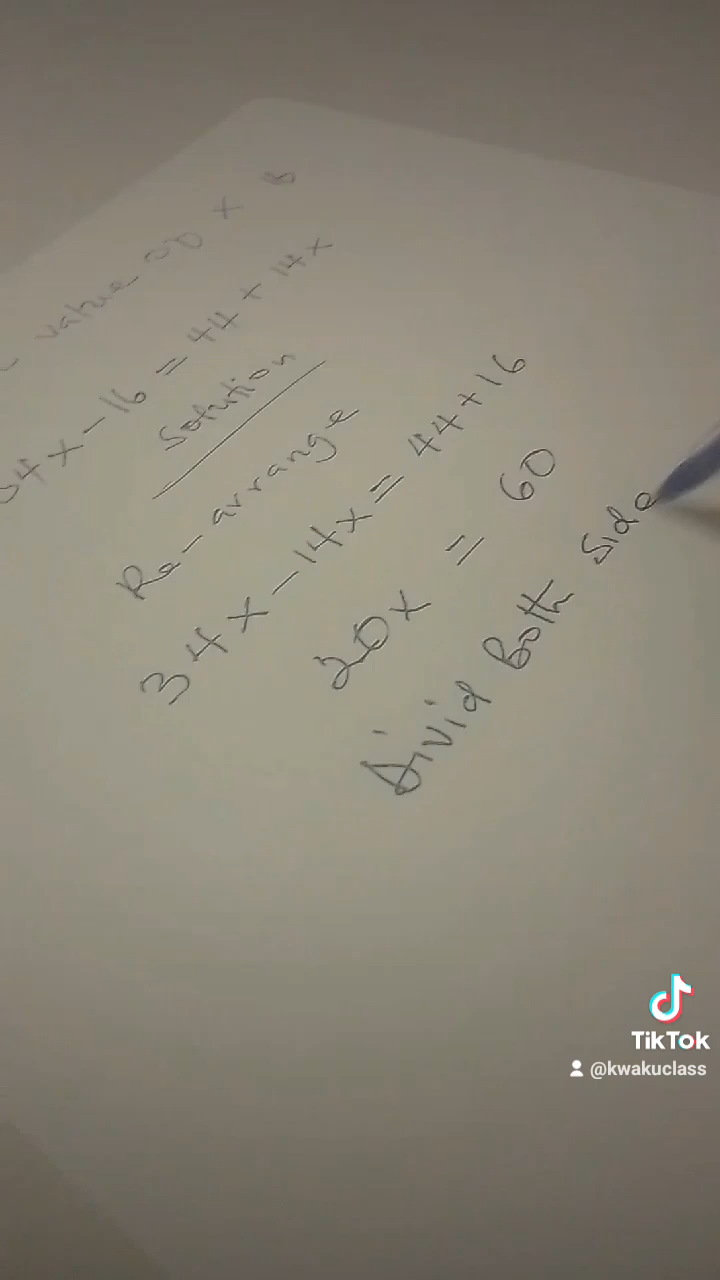 value of x
34x - 16 = 44 + 14x
Solution
Re-arrange
34x - 14x = 44+16
20x = 60
Divid Both Side
TikTok
@kwakuclass